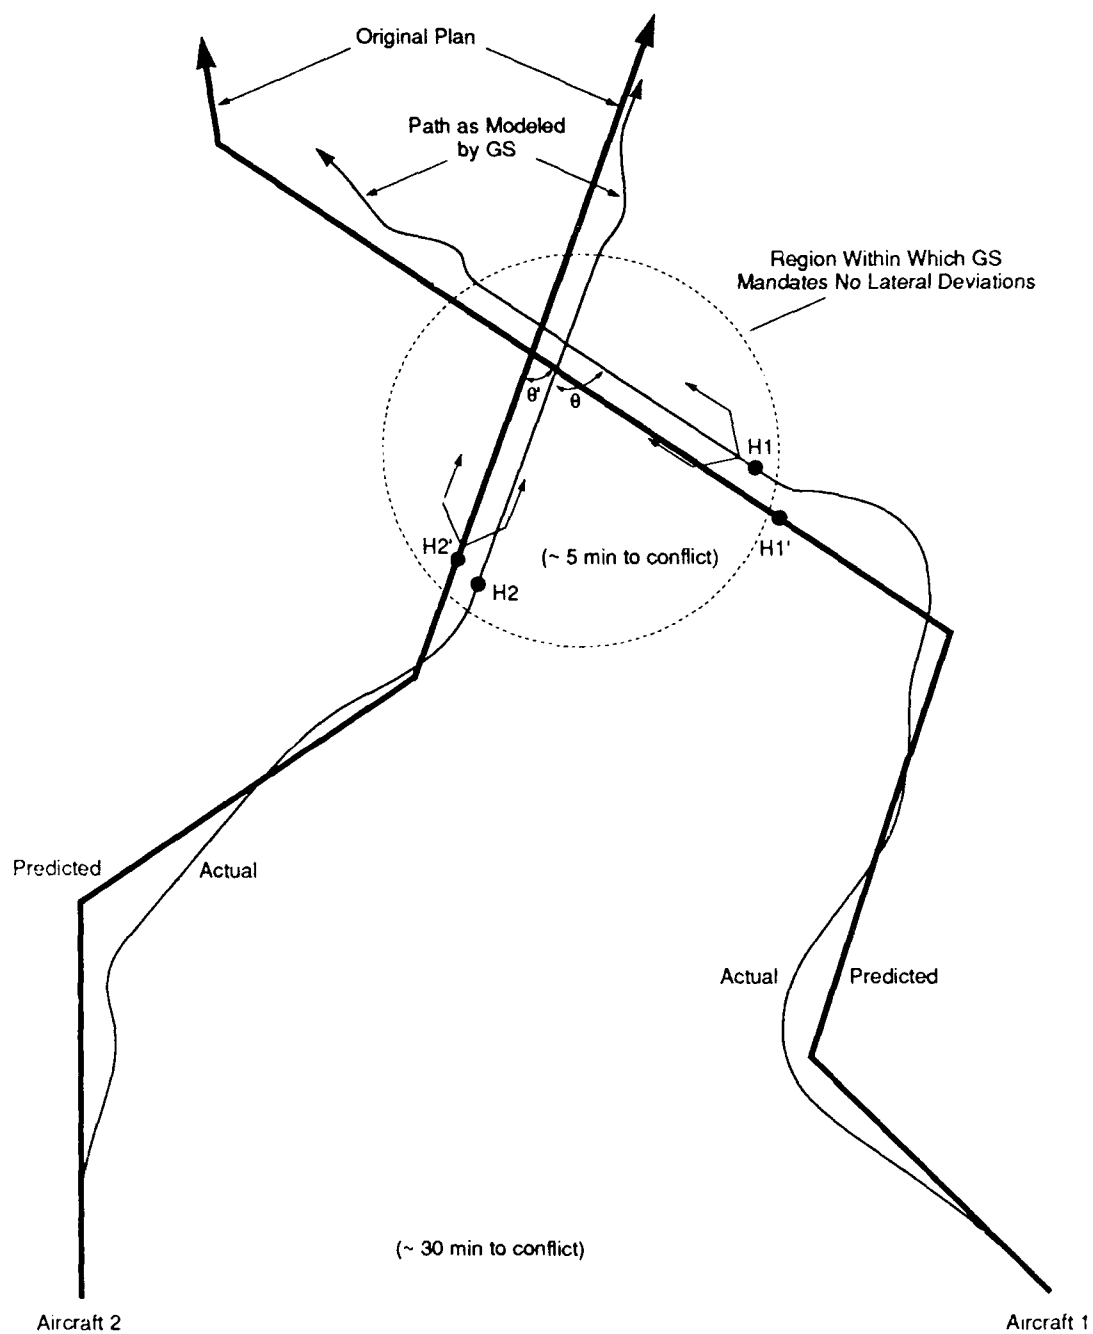 Original Plan
Path as Modeled
by GS
Region Within Which GS
Mandates No Lateral Deviations
θ'
θ
H1
H1'
H2'
H2
(~ 5 min to conflict)
Predicted
Actual
Actual
Predicted
(~ 30 min to conflict)
Aircraft 2
Aircraft 1